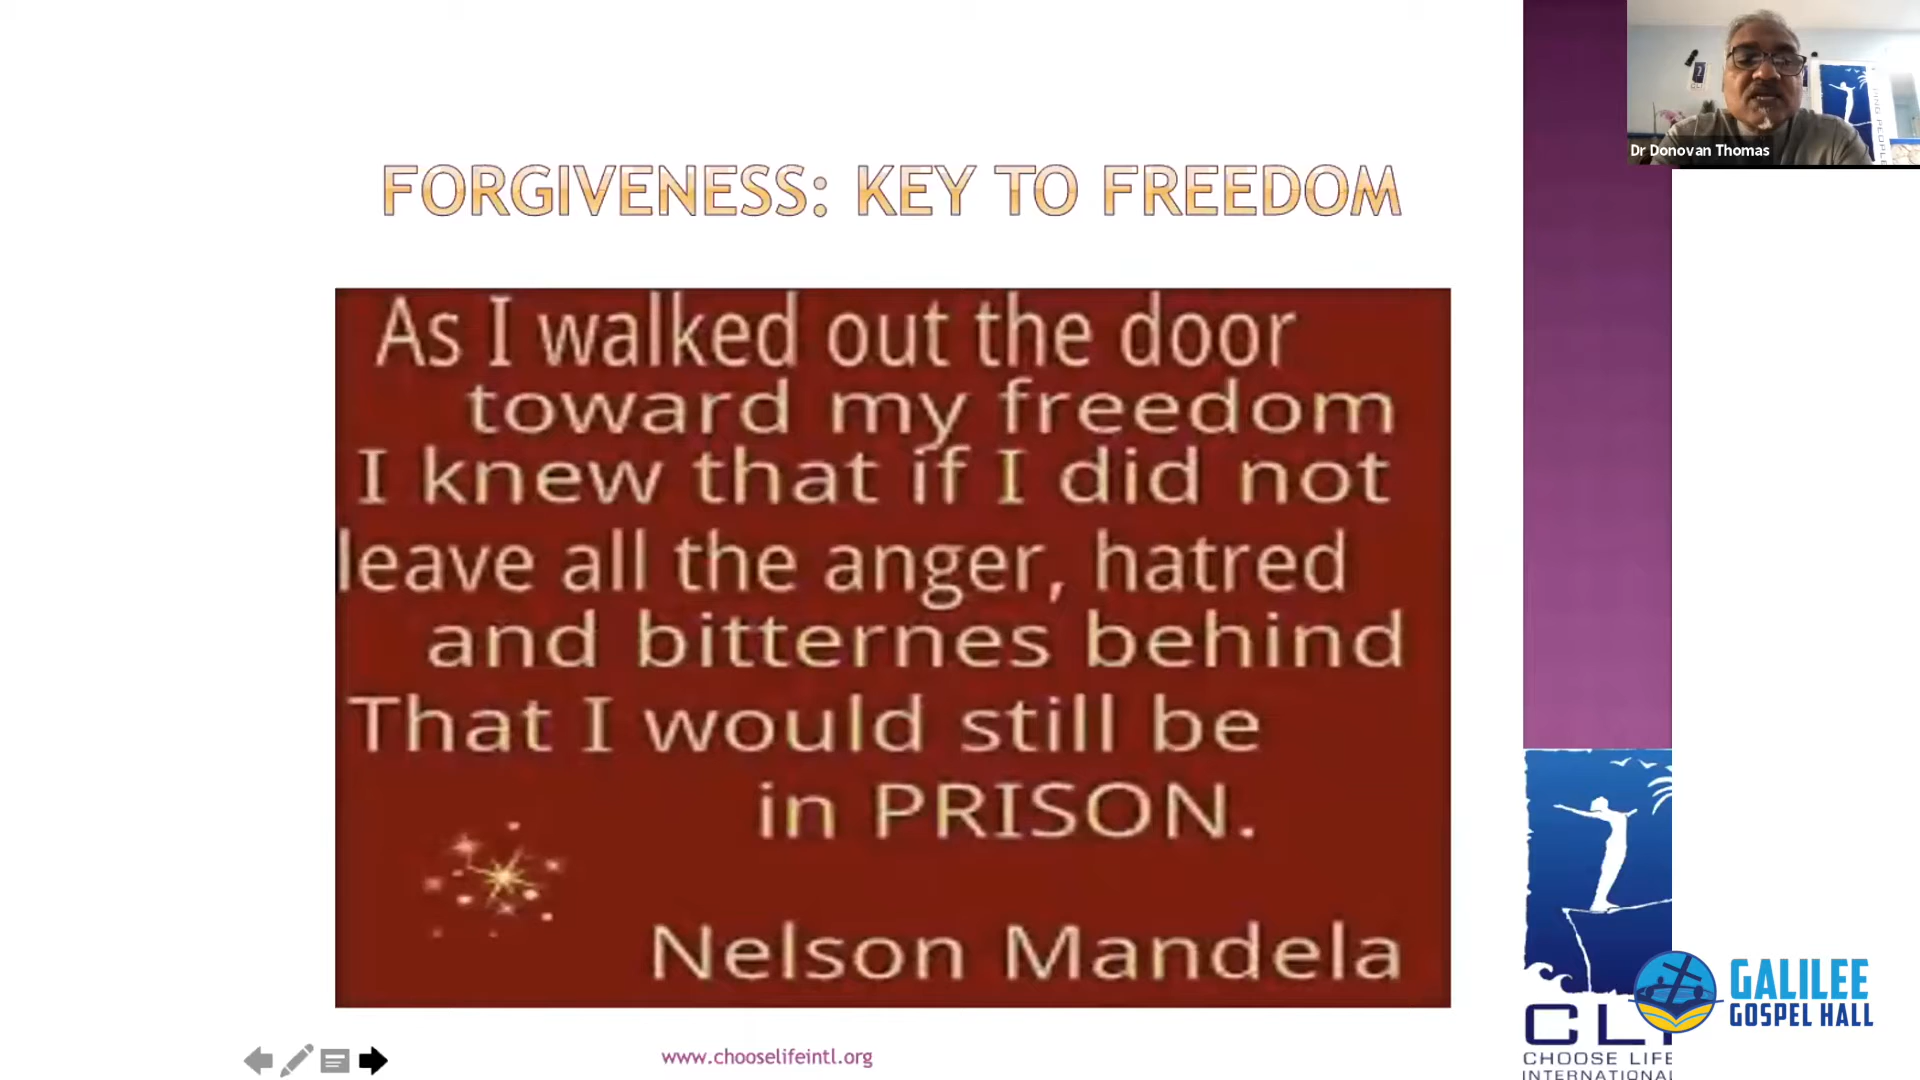 FORGIVENESS: KEY TO FREEDOM
As I walked out the door
toward my freedom
I knew that if I did not
leave all the anger, hatred
and bitternes behind
That I would still be
in PRISON.
Nelson Mandela
www.chooselifeintl.org
Dr Donovan Thomas
CLI
CHOOSE LIFE
INTERNATIONAL
GALILEE
GOSPEL HALL